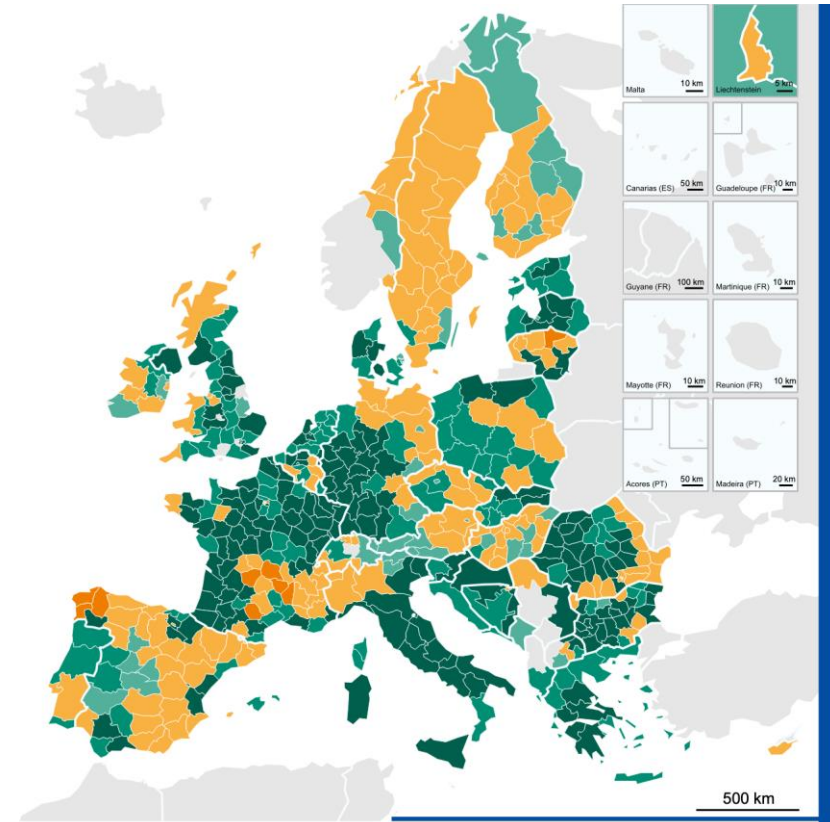 Malta 10 km
Liechtenstein 5 km
Canarias (ES) 50 km
Guadeloupe (FR) 10 km
Guyane (FR) 100 km
Martinique (FR) 10 km
Mayotte (FR) 10 km
Reunion (FR) 10 km
Acores (PT) 50 km
Madeira (PT) 20 km
500 km